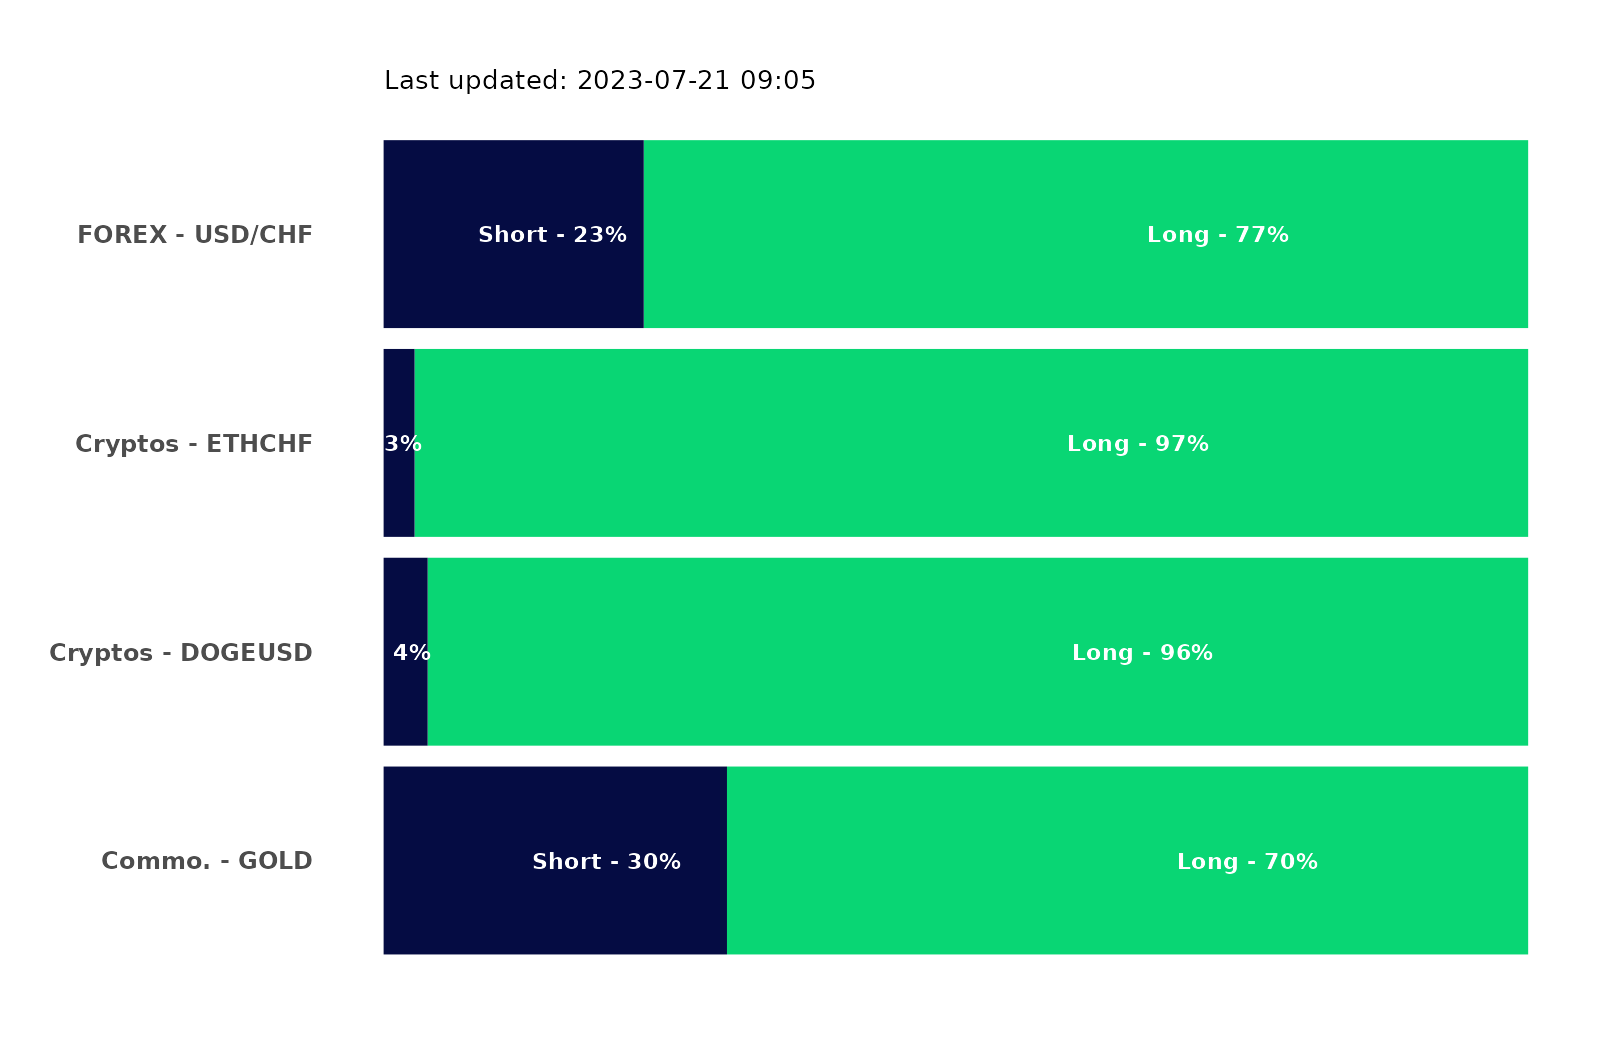 Last updated: 2023-07-21 09:05
FOREX - USD/CHF Short - 23% Long - 77%
Cryptos - ETHCHF 3% Long - 97%
Cryptos - DOGEUSD 4% Long - 96%
Commo. - GOLD Short - 30% Long - 70%